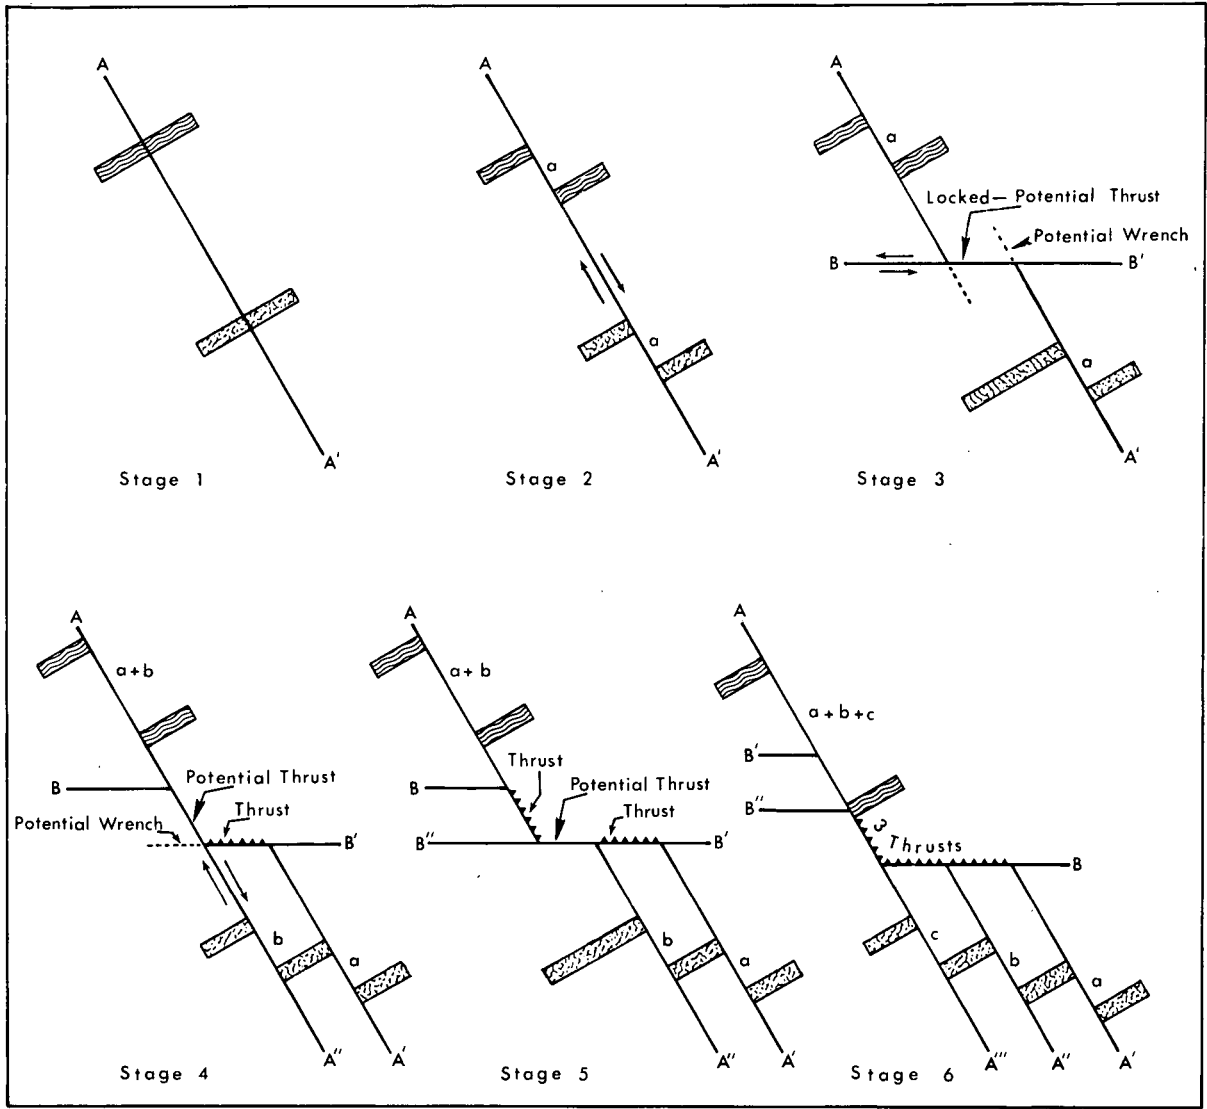 A
a
a
A'
Stage 1
A
A'
Stage 2
A
a
Locked— Potential Thrust
Potential Wrench
B
B'
a
A'
Stage 3
A
a+b
B
Potential Thrust
Thrust
Potential Wrench
B'
b
a
A"
A'
Stage 4
A
a+b
Thrust
B
Potential Thrust
Thrust
B"
B'
b
a
A"
A'
Stage 5
A
a+b+c
B'
B"
3 Thrusts
B
c
b
a
A'''
A"
A'
Stage 6